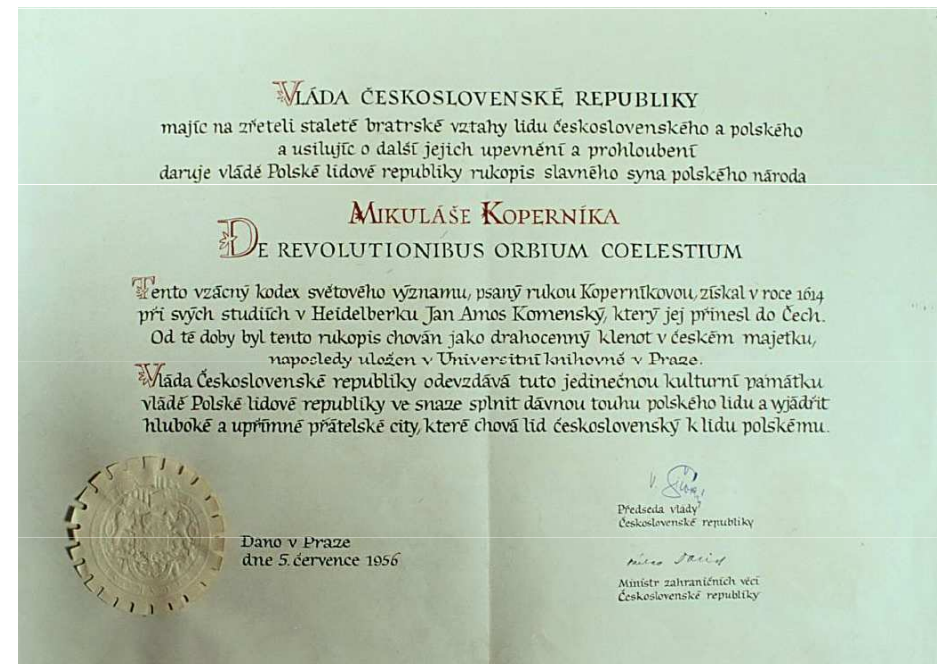 VLÁDA ČESKOSLOVENSKÉ REPUBLIKY
majíc na zřeteli staleté bratrské vztahy lidu československého a polského
a usilujíc o další jejich upevnění a prohloubení
daruje vládě Polské lidové republiky rukopis slavného syna polského národa
MIKULÁŠE KOPERNÍKA
DE REVOLUTIONIBUS ORBIUM COELESTIUM
Tento vzácný kodex světového významu, psaný rukou Koperníkovou, získal v roce 1614
při svých studiích v Heidelberku Jan Amos Komenský, který jej přinesl do Čech.
Od té doby byl tento rukopis chován jako drahocenný klenot v českém majetku,
naposledy uložen v Universitní knihovně v Praze.
Vláda Československé republiky odevzdává tuto jedinečnou kulturní památku
vládě Polské lidové republiky ve snaze splnit dávnou touhu polského lidu a vyjádřit
hluboké a upřímné přátelské city, které chová lid československý k lidu polskému.
Předseda vlády
Československé republiky
Dano v Praze
dne 5. července 1956
Ministr zahraničních věcí
Československé republiky